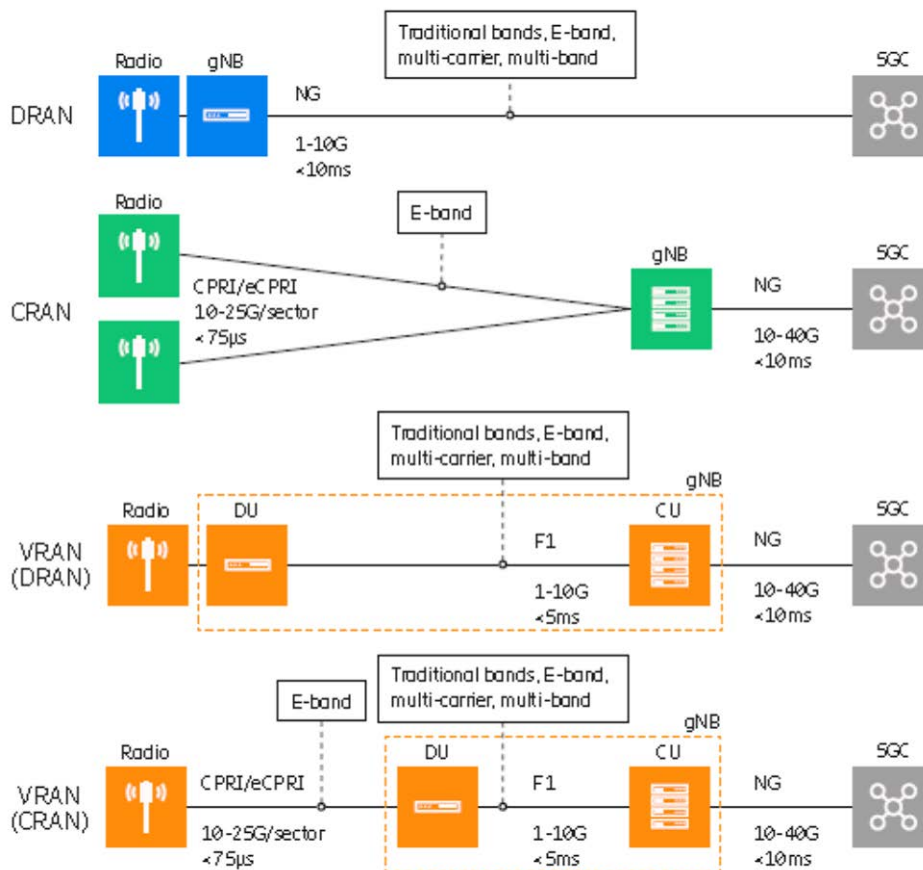 Traditional bands, E-band,
multi-carrier, multi-band
Radio
gNB
5GC
DRAN
NG
1-10G
<10ms
Radio
E-band
gNB
5GC
CRAN
CPRI/eCPRI
10-25G/sector
<75µs
NG
10-40G
<10ms
Traditional bands, E-band,
multi-carrier, multi-band
gNB
Radio
DU
CU
5GC
VRAN
(DRAN)
F1
1-10G
<5ms
NG
10-40G
<10ms
E-band
Traditional bands, E-band,
multi-carrier, multi-band
gNB
Radio
DU
CU
5GC
VRAN
(CRAN)
CPRI/eCPRI
10-25G/sector
<75µs
F1
1-10G
<5ms
NG
10-40G
<10ms